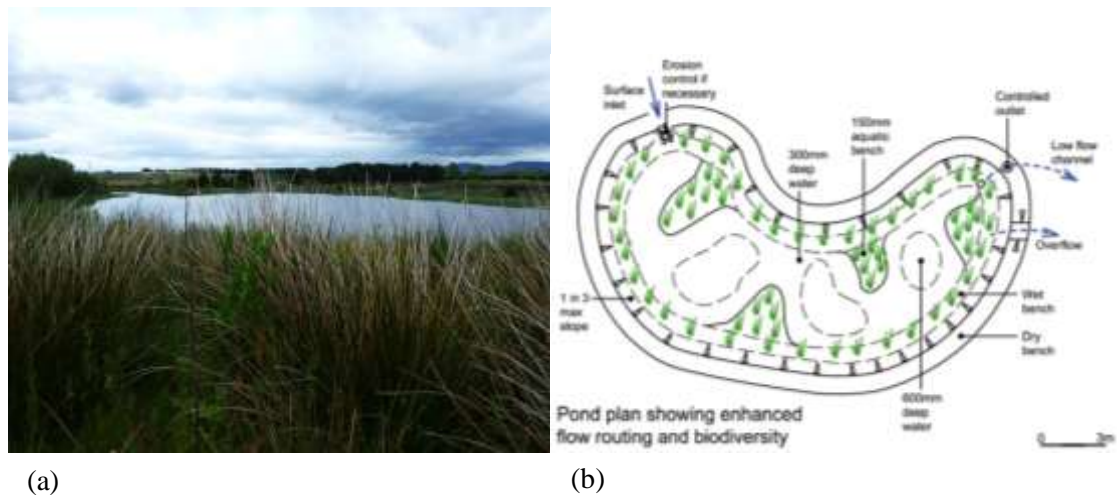 Erosion
control if
necessary
Surface
inlet
300mm
deep
water
150mm
aquatic
bench
Controlled
outlet
Low flow
channel
Overflow
1 in 3
max
slope
Wet
bench
Dry
bench
600mm
deep
water
Pond plan showing enhanced
flow routing and biodiversity
0 3m
(a) (b)